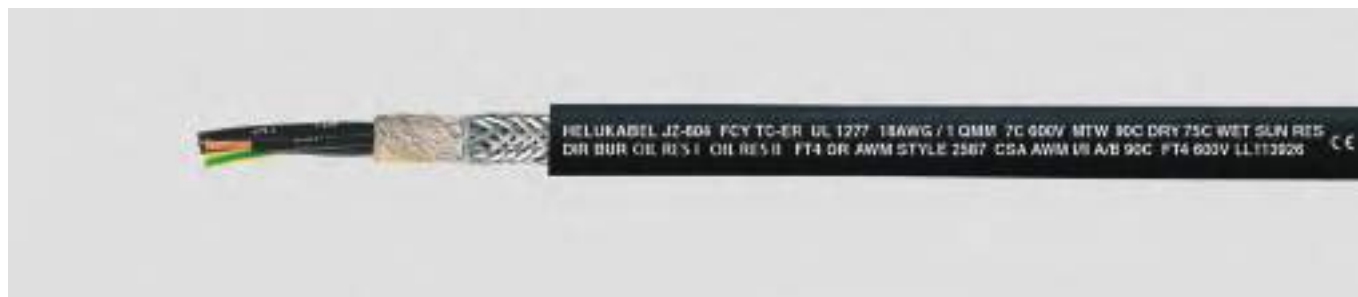 HELUKABEL JZ-604 FCY TC-ER UL 1277 18AWG / 1 QMM 7C 600V MTW 90C DRY 75C WET SUN RES
DIR BUR OIL RES I OIL RES II FT4 OR AWM STYLE 2587 CSA AWM I/II A/B 90C FT4 600V LL113926 CE